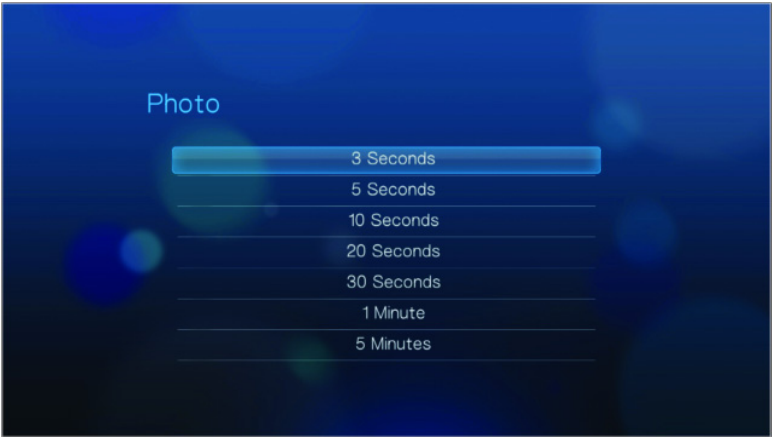 Photo
3 Seconds
5 Seconds
10 Seconds
20 Seconds
30 Seconds
1 Minute
5 Minutes